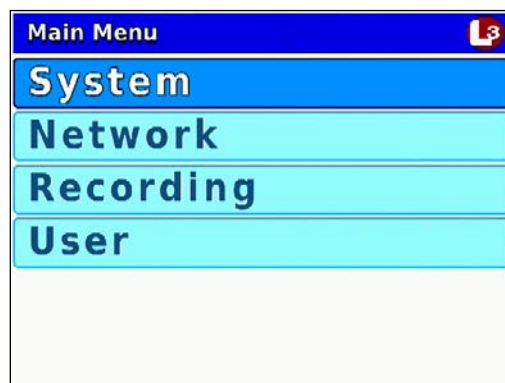 Main Menu
L3
System
Network
Recording
User